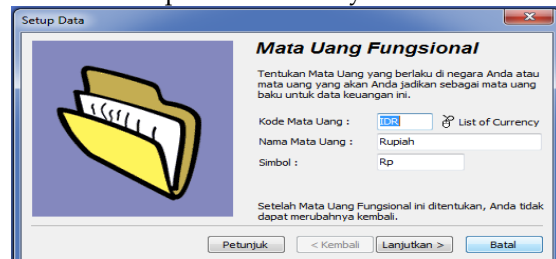 Setup Data
Mata Uang Fungsional
Tentukan Mata Uang yang berlaku di negara Anda atau
mata uang yang akan Anda jadikan sebagai mata uang
baku untuk data keuangan ini.
Kode Mata Uang : IDR List of Currency
Nama Mata Uang : Rupiah
Simbol : Rp
Setelah Mata Uang Fungsional ini ditentukan, Anda tidak
dapat merubahnya kembali.
Petunjuk < Kembali Lanjutkan > Batal